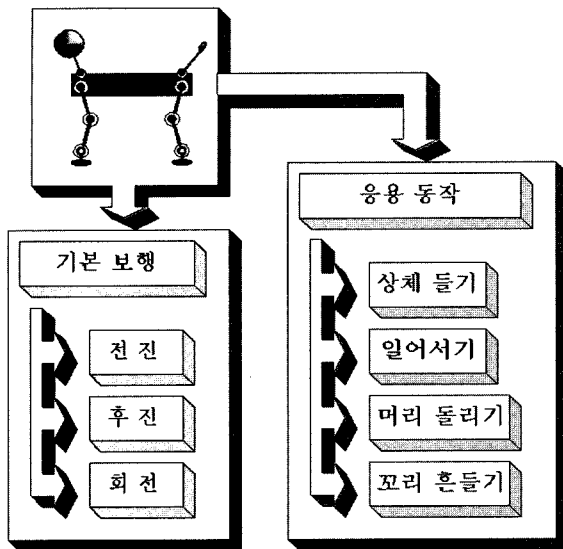 기본 보행
전 진
후 진
회 전
응용 동작
상체 들기
일어서기
머리 돌리기
꼬리 흔들기